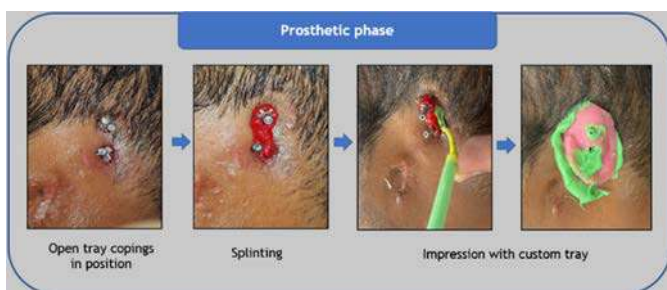 Prosthetic phase
Open tray copings
in position
Splinting
Impression with custom tray